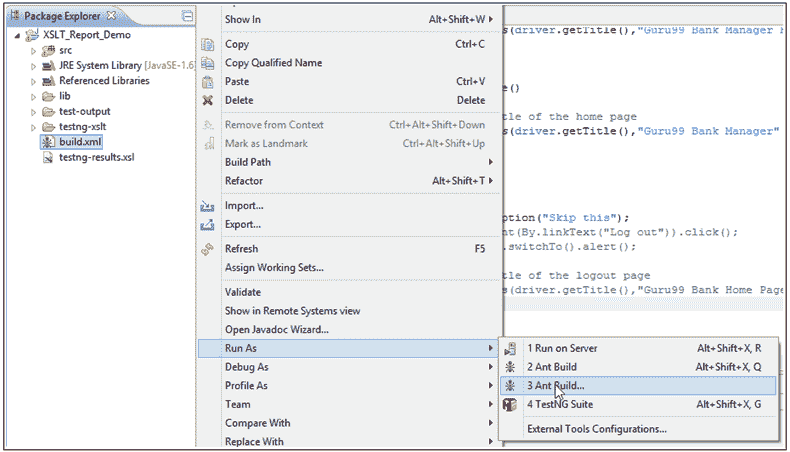 Package Explorer
XSLT_Report_Demo
src
JRE System Library [JavaSE-1.6]
Referenced Libraries
lib
test-output
testng-xslt
build.xml
testng-results.xsl
Show In Alt+Shift+W
Copy Ctrl+C
Copy Qualified Name
Paste Ctrl+V
Delete Delete
Remove from Context Ctrl+Alt+Shift+Down
Mark as Landmark Ctrl+Alt+Shift+Up
Build Path
Refactor Alt+Shift+T
Import...
Export...
Refresh F5
Assign Working Sets...
Validate
Show in Remote Systems view
Open Javadoc Wizard...
Run As
Debug As
Profile As
Team
Compare With
Replace With
1 Run on Server Alt+Shift+X, R
2 Ant Build Alt+Shift+X, Q
3 Ant Build...
4 TestNG Suite Alt+Shift+X, G
External Tools Configurations...
s(driver.getTitle(),"Guru99 Bank Manager
e()
tle of the home page
s(driver.getTitle(),"Guru99 Bank Manager"
ption("Skip this");
nt(By.linkText("Log out")).click();
.switchTo().alert();
tle of the logout page
s(driver.getTitle(),"Guru99 Bank Home Page